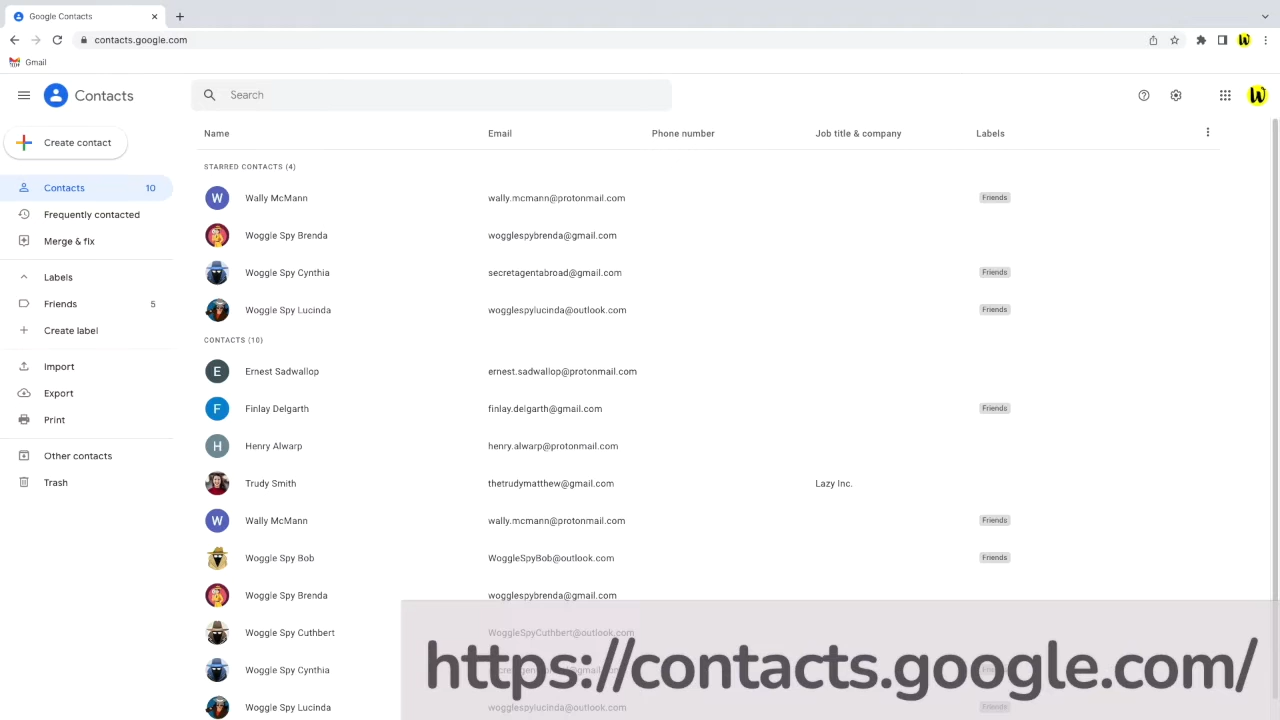 Google Contacts
contacts.google.com
Gmail
Contacts
Search
Create contact
Contacts 10
Frequently contacted
Merge & fix
Labels
Friends 5
Create label
Import
Export
Print
Other contacts
Trash
Name Email Phone number Job title & company Labels
STARRED CONTACTS (4)
W Wally McMann wally.mcmann@protonmail.com Friends
Woggle Spy Brenda wogglespybrenda@gmail.com
Woggle Spy Cynthia secretagentabroad@gmail.com Friends
Woggle Spy Lucinda wogglespylucinda@outlook.com Friends
CONTACTS (10)
E Ernest Sadwallop ernest.sadwallop@protonmail.com
F Finlay Delgarth finlay.delgarth@gmail.com Friends
H Henry Alwarp henry.alwarp@protonmail.com
Trudy Smith thetrudymatthew@gmail.com Lazy Inc.
W Wally McMann wally.mcmann@protonmail.com Friends
Woggle Spy Bob WoggleSpyBob@outlook.com Friends
Woggle Spy Brenda wogglespybrenda@gmail.com
Woggle Spy Cuthbert WoggleSpyCuthbert@outlook.com
Woggle Spy Cynthia
Woggle Spy Lucinda wogglespylucinda@outlook.com Friends
https://contacts.google.com/